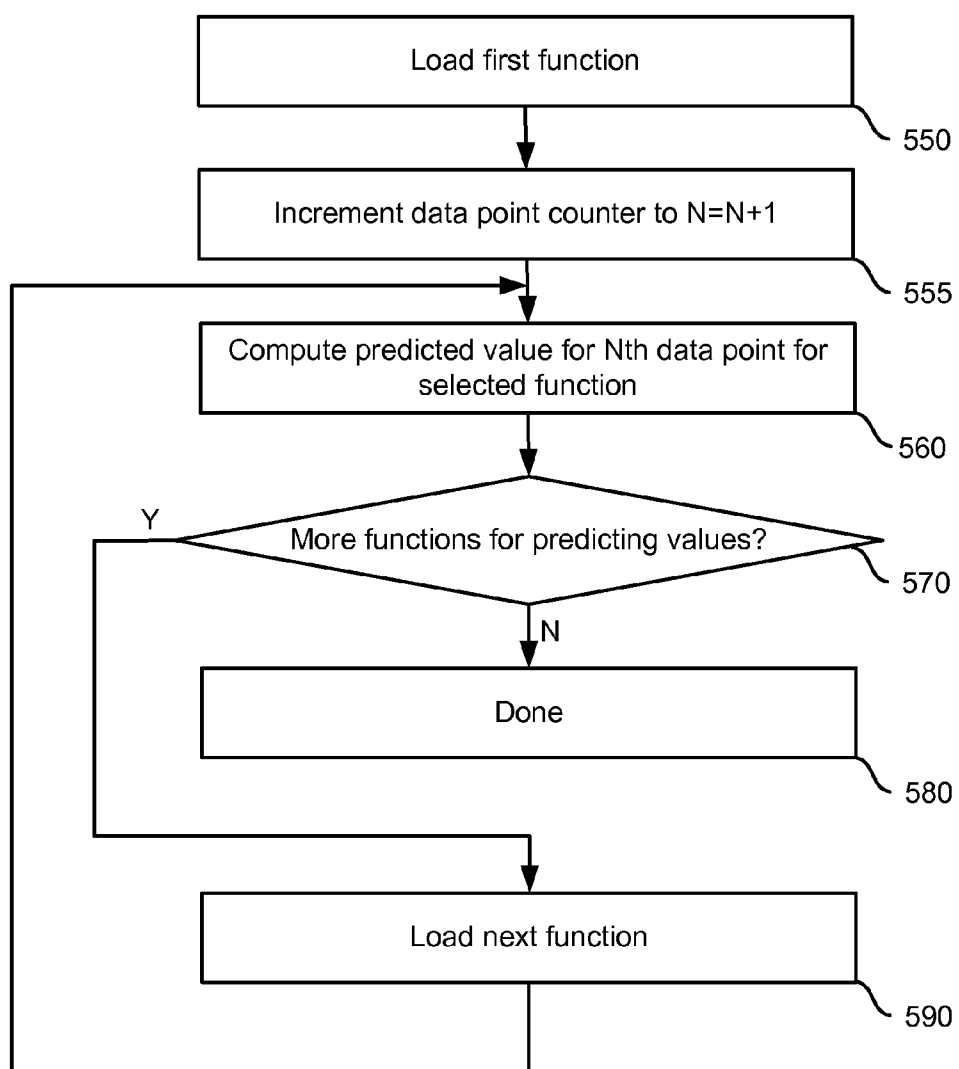 Load first function
550
Increment data point counter to N=N+1
555
Compute predicted value for Nth data point for
selected function
560
Y
More functions for predicting values?
570
N
Done
580
Load next function
590